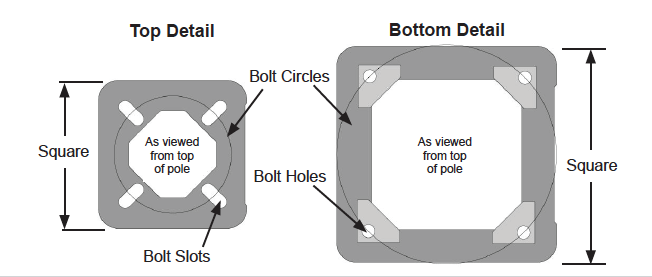 Top Detail
Bottom Detail
Bolt Circles
Square
As viewed
from top
of pole
As viewed
from top
of pole
Square
Bolt Holes
Bolt Slots